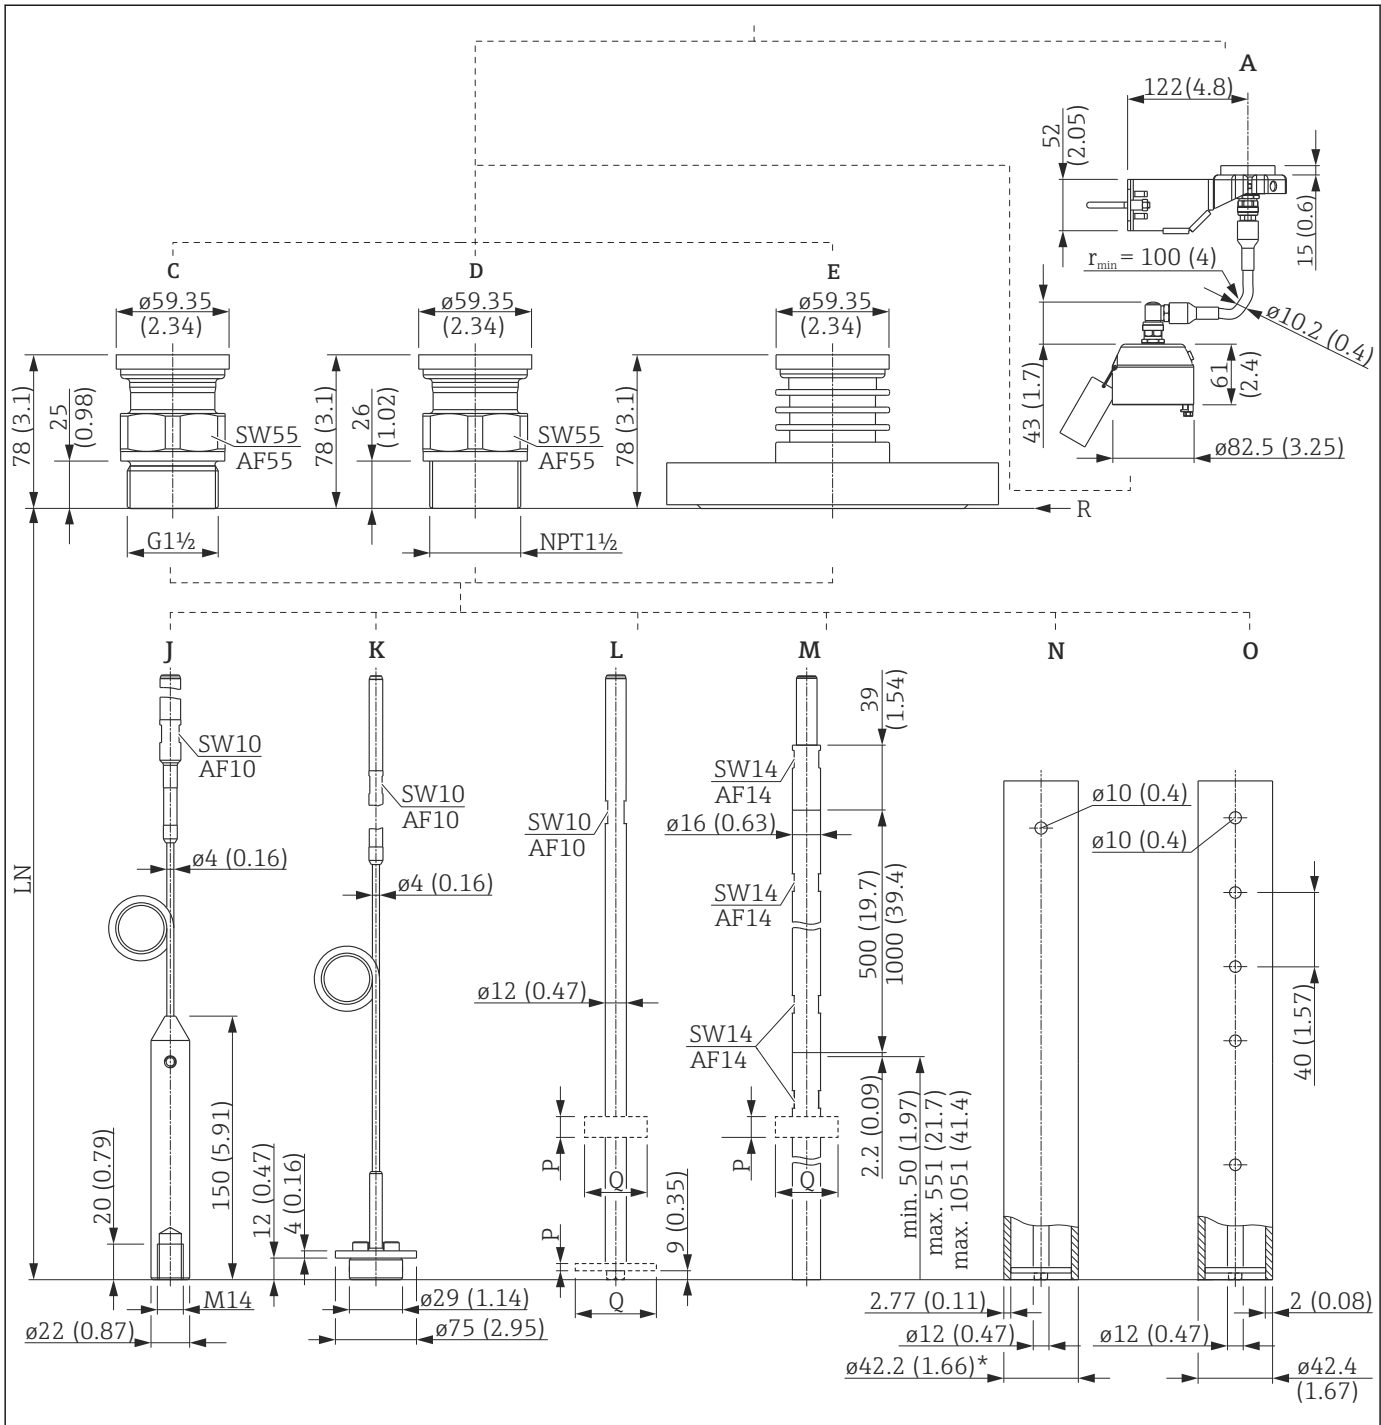 A
122(4.8)
52
(2.05)
15 (0.6)
rmin = 100 (4)
ø10.2 (0.4)
43 (1.7)
61
(2.4)
ø82.5 (3.25)
C
ø59.35
(2.34)
78 (3.1)
25
(0.98)
SW55
AF55
G1½
D
ø59.35
(2.34)
78 (3.1)
26
(1.02)
SW55
AF55
NPT1½
E
ø59.35
(2.34)
78 (3.1)
R
LN
J
SW10
AF10
ø4 (0.16)
150 (5.91)
20 (0.79)
M14
ø22 (0.87)
K
SW10
AF10
ø4 (0.16)
12 (0.47)
4 (0.16)
ø29 (1.14)
ø75 (2.95)
L
SW10
AF10
ø12 (0.47)
P
Q
P
Q
9 (0.35)
M
39
(1.54)
SW14
AF14
ø16 (0.63)
SW14
AF14
500 (19.7)
1000 (39.4)
SW14
AF14
2.2 (0.09)
P
Q
min. 50 (1.97)
max. 551 (21.7)
max. 1051 (41.4)
N
ø10 (0.4)
2.77 (0.11)
ø12 (0.47)
ø42.2 (1.66)*
O
ø10 (0.4)
40 (1.57)
2 (0.08)
ø12 (0.47)
ø42.4
(1.67)